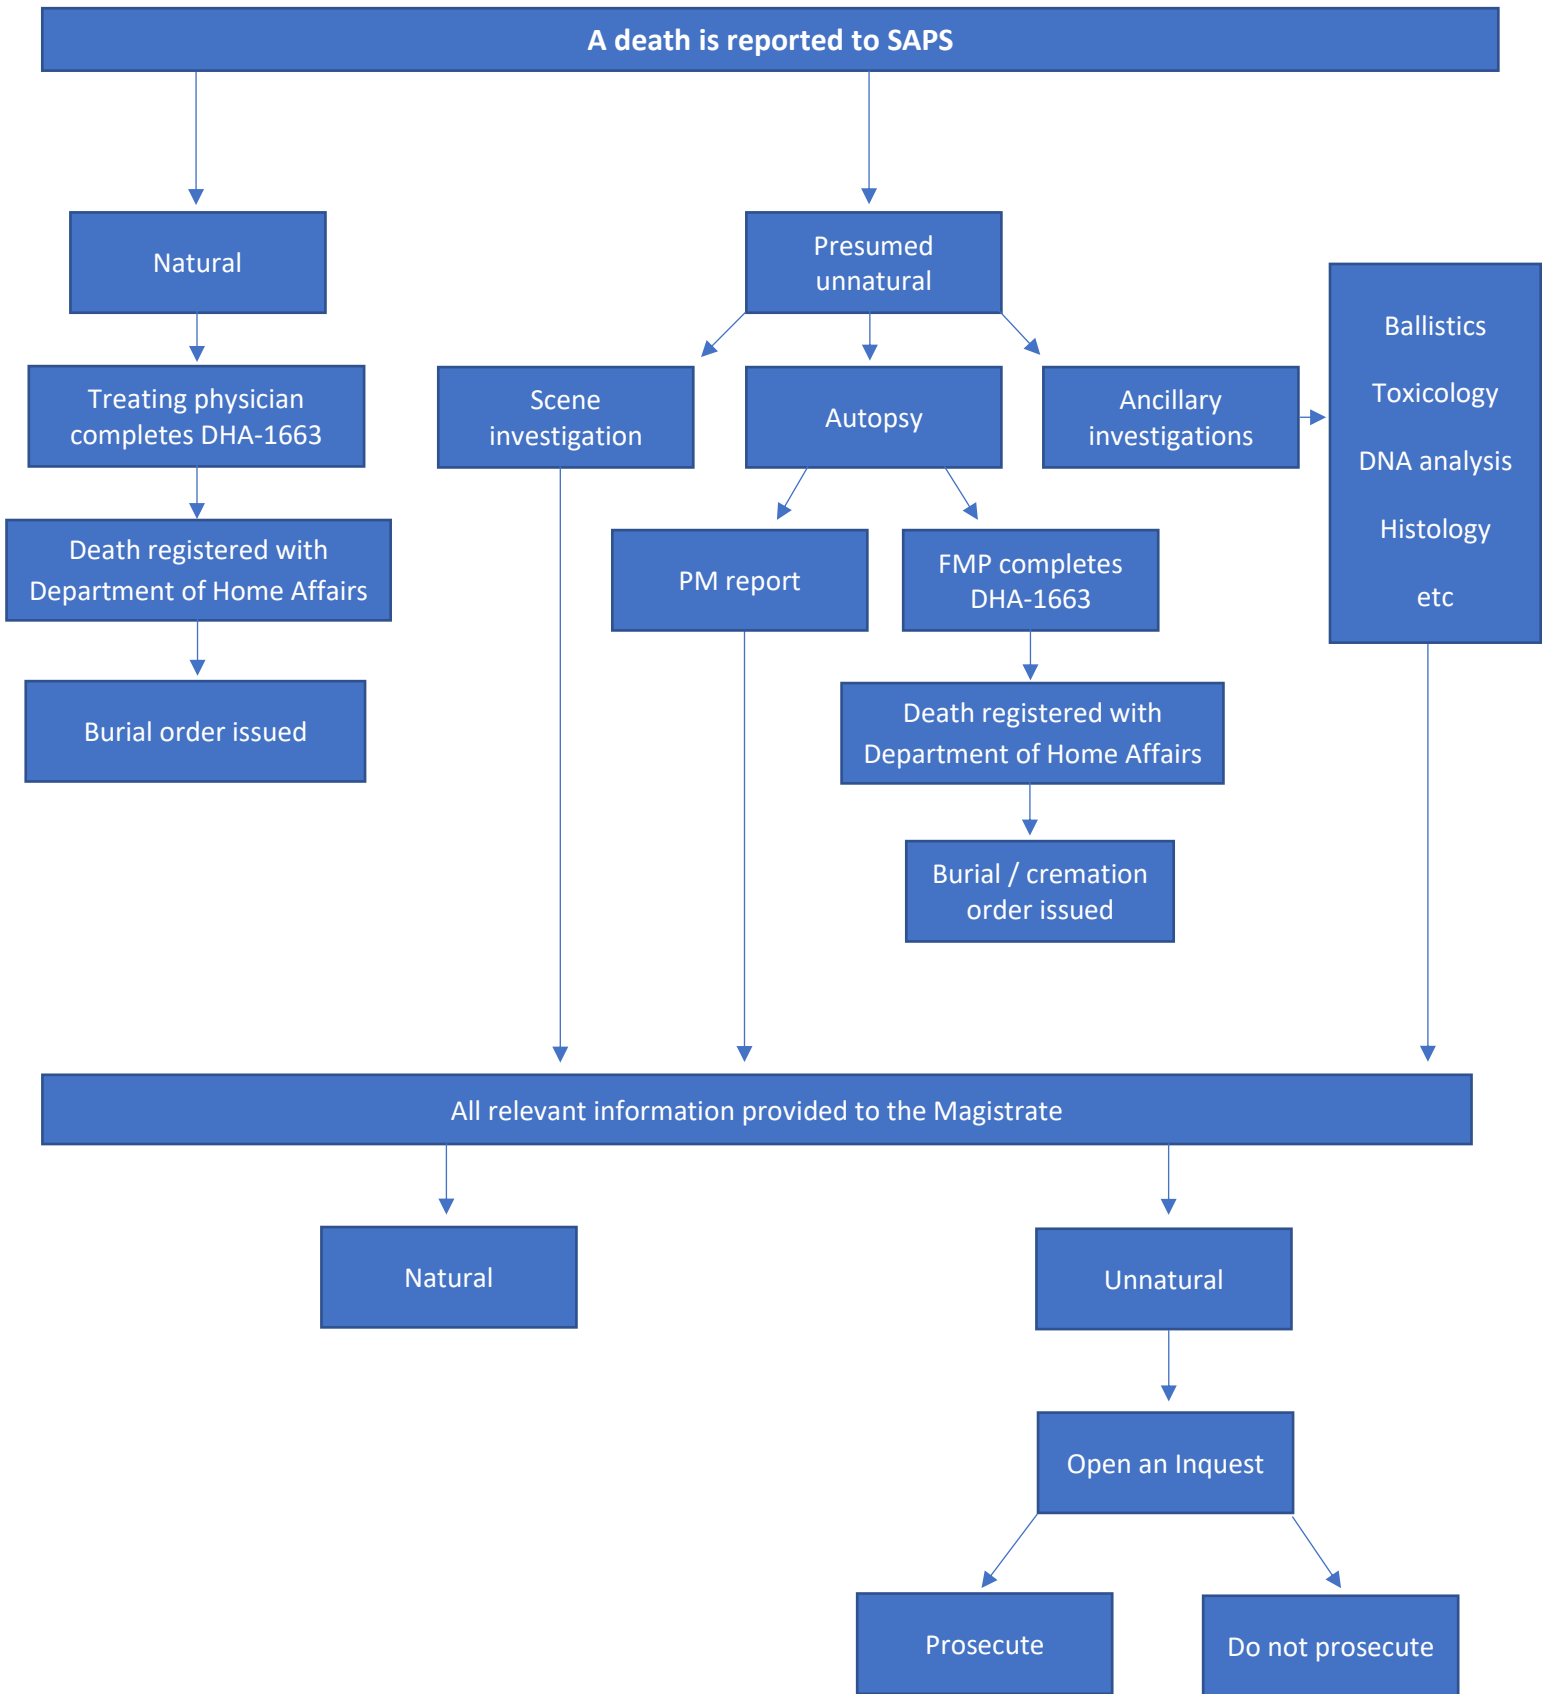 A death is reported to SAPS
Natural
Presumed
unnatural
Treating physician
completes DHA-1663
Scene
investigation
Autopsy
Ancillary
investigations
Ballistics
Toxicology
DNA analysis
Histology
etc
Death registered with
Department of Home Affairs
PM report
FMP completes
DHA-1663
Burial order issued
Death registered with
Department of Home Affairs
Burial / cremation
order issued
All relevant information provided to the Magistrate
Natural
Unnatural
Open an Inquest
Prosecute
Do not prosecute